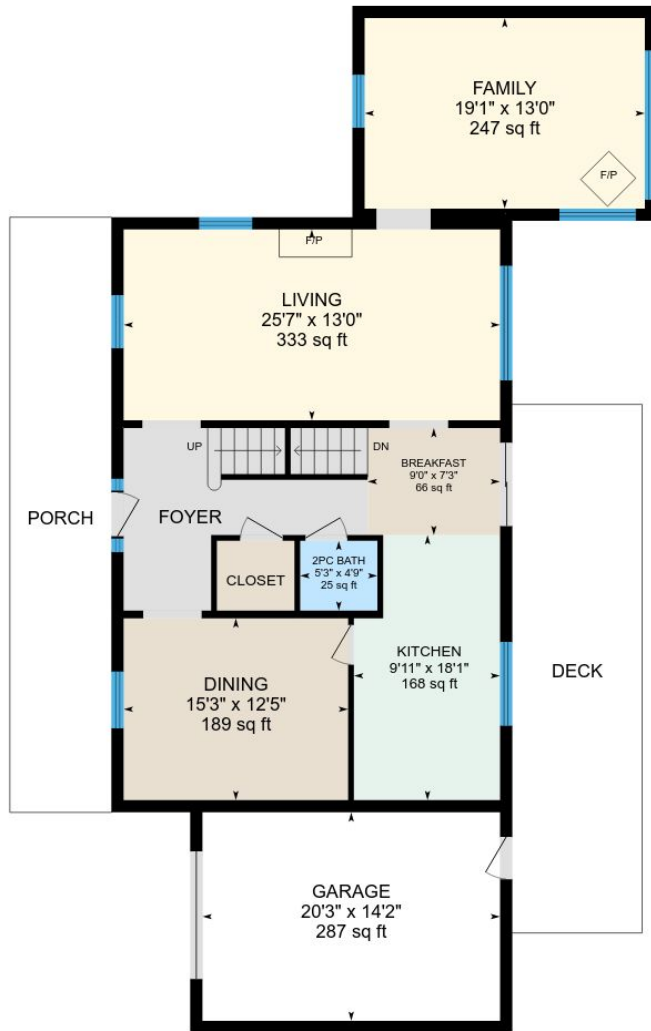 FAMILY
19'1" x 13'0"
247 sq ft
F/P
F/P
LIVING
25'7" x 13'0"
333 sq ft
UP
DN
BREAKFAST
9'0" x 7'3"
66 sq ft
PORCH
FOYER
2PC BATH
5'3" x 4'9"
25 sq ft
CLOSET
KITCHEN
9'11" x 18'1"
168 sq ft
DECK
DINING
15'3" x 12'5"
189 sq ft
GARAGE
20'3" x 14'2"
287 sq ft